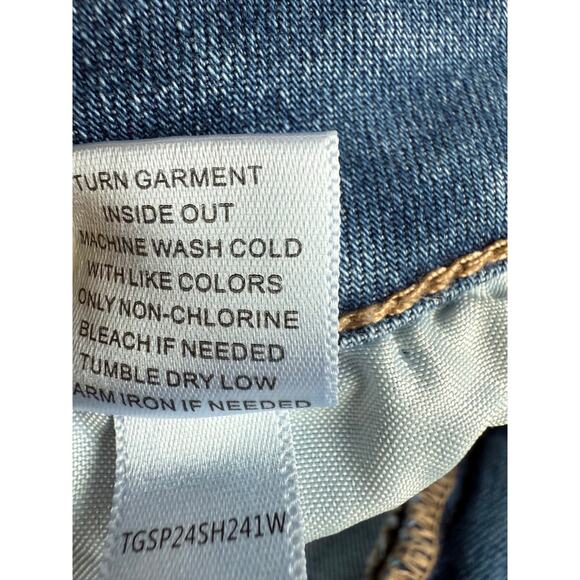 TURN GARMENT
INSIDE OUT
MACHINE WASH COLD
WITH LIKE COLORS
ONLY NON-CHLORINE
BLEACH IF NEEDED
TUMBLE DRY LOW
ARM IRON IF NEEDED
TGSP24SH241W